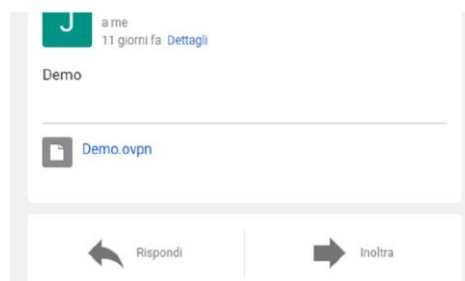 J
a me
11 giorni fa Dettagli
Demo
Demo.ovpn
Rispondi
Inoltra